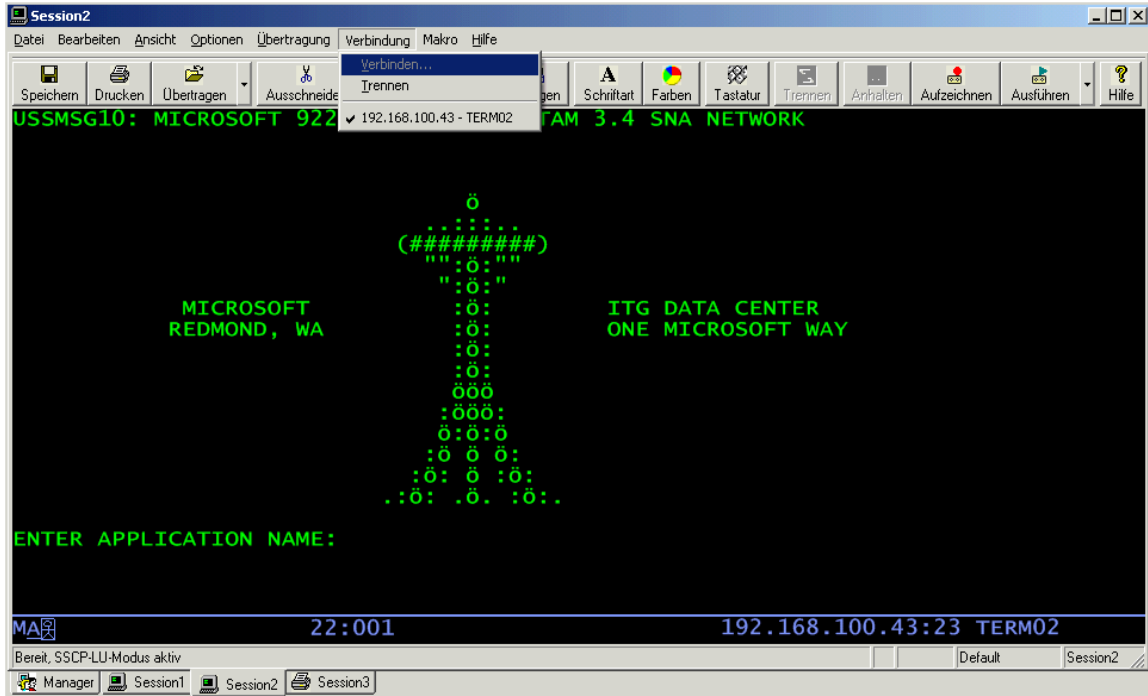 Session2
Datei Bearbeiten Ansicht Optionen Übertragung Verbindung Makro Hilfe
Verbinden...
Trennen
192.168.100.43 - TERM02
Speichern Drucken Übertragen Ausschneide Schriftart Farben Tastatur Trennen Anhalten Aufzeichnen Ausführen Hilfe
USSMSG10: MICROSOFT 922 TAM 3.4 SNA NETWORK
ö
..:::..
(#########)
"":ö:""
":ö:"
MICROSOFT :ö: ITG DATA CENTER
REDMOND, WA :ö: ONE MICROSOFT WAY
:ö:
:ö:
ööö
:ööö:
ö:ö:ö
:ö ö ö:
:ö: ö :ö:
.:ö: .ö. :ö:.
ENTER APPLICATION NAME:
MA 22:001 192.168.100.43:23 TERM02
Bereit, SSCP-LU-Modus aktiv Default Session2
Manager Session1 Session2 Session3